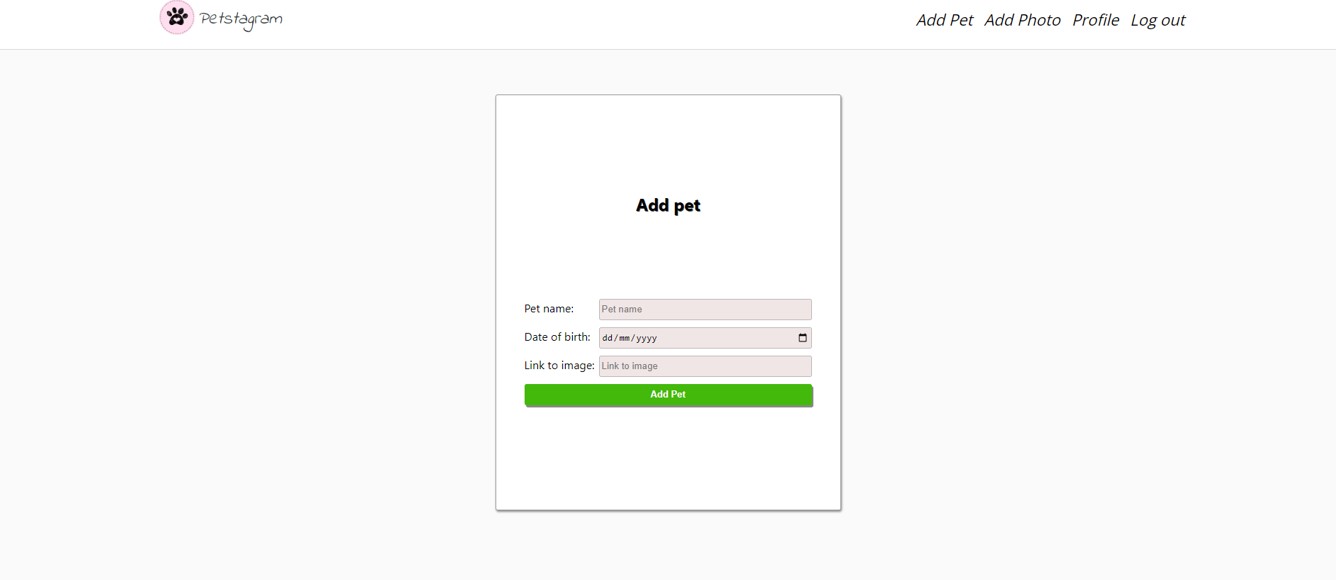 Petstagram
Add Pet Add Photo Profile Log out
Add pet
Pet name: Pet name
Date of birth: dd/mm/yyyy
Link to image: Link to image
Add Pet